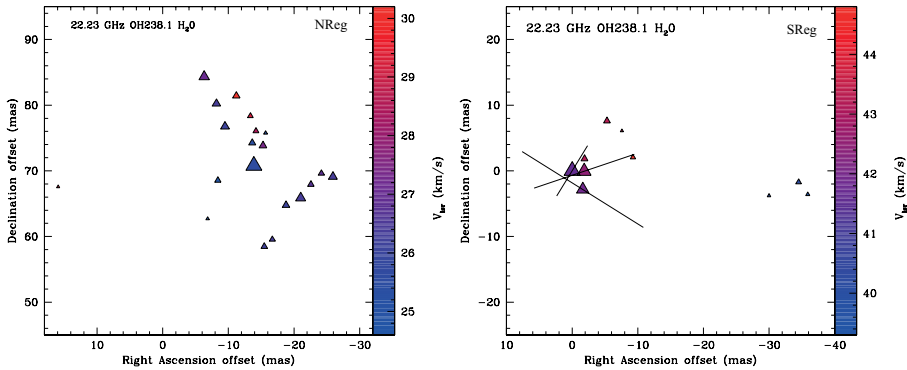 22.23 GHz OH238.1 H₂O NReg
90
80
70
60
50
Declination offset (mas)
10 0 -10 -20 -30
Right Ascension offset (mas)
30
29
28
27
26
25
V_lsr (km/s)
22.23 GHz OH238.1 H₂O SReg
20
10
0
-10
-20
Declination offset (mas)
10 0 -10 -20 -30 -40
Right Ascension offset (mas)
44
43
42
41
40
V_lsr (km/s)